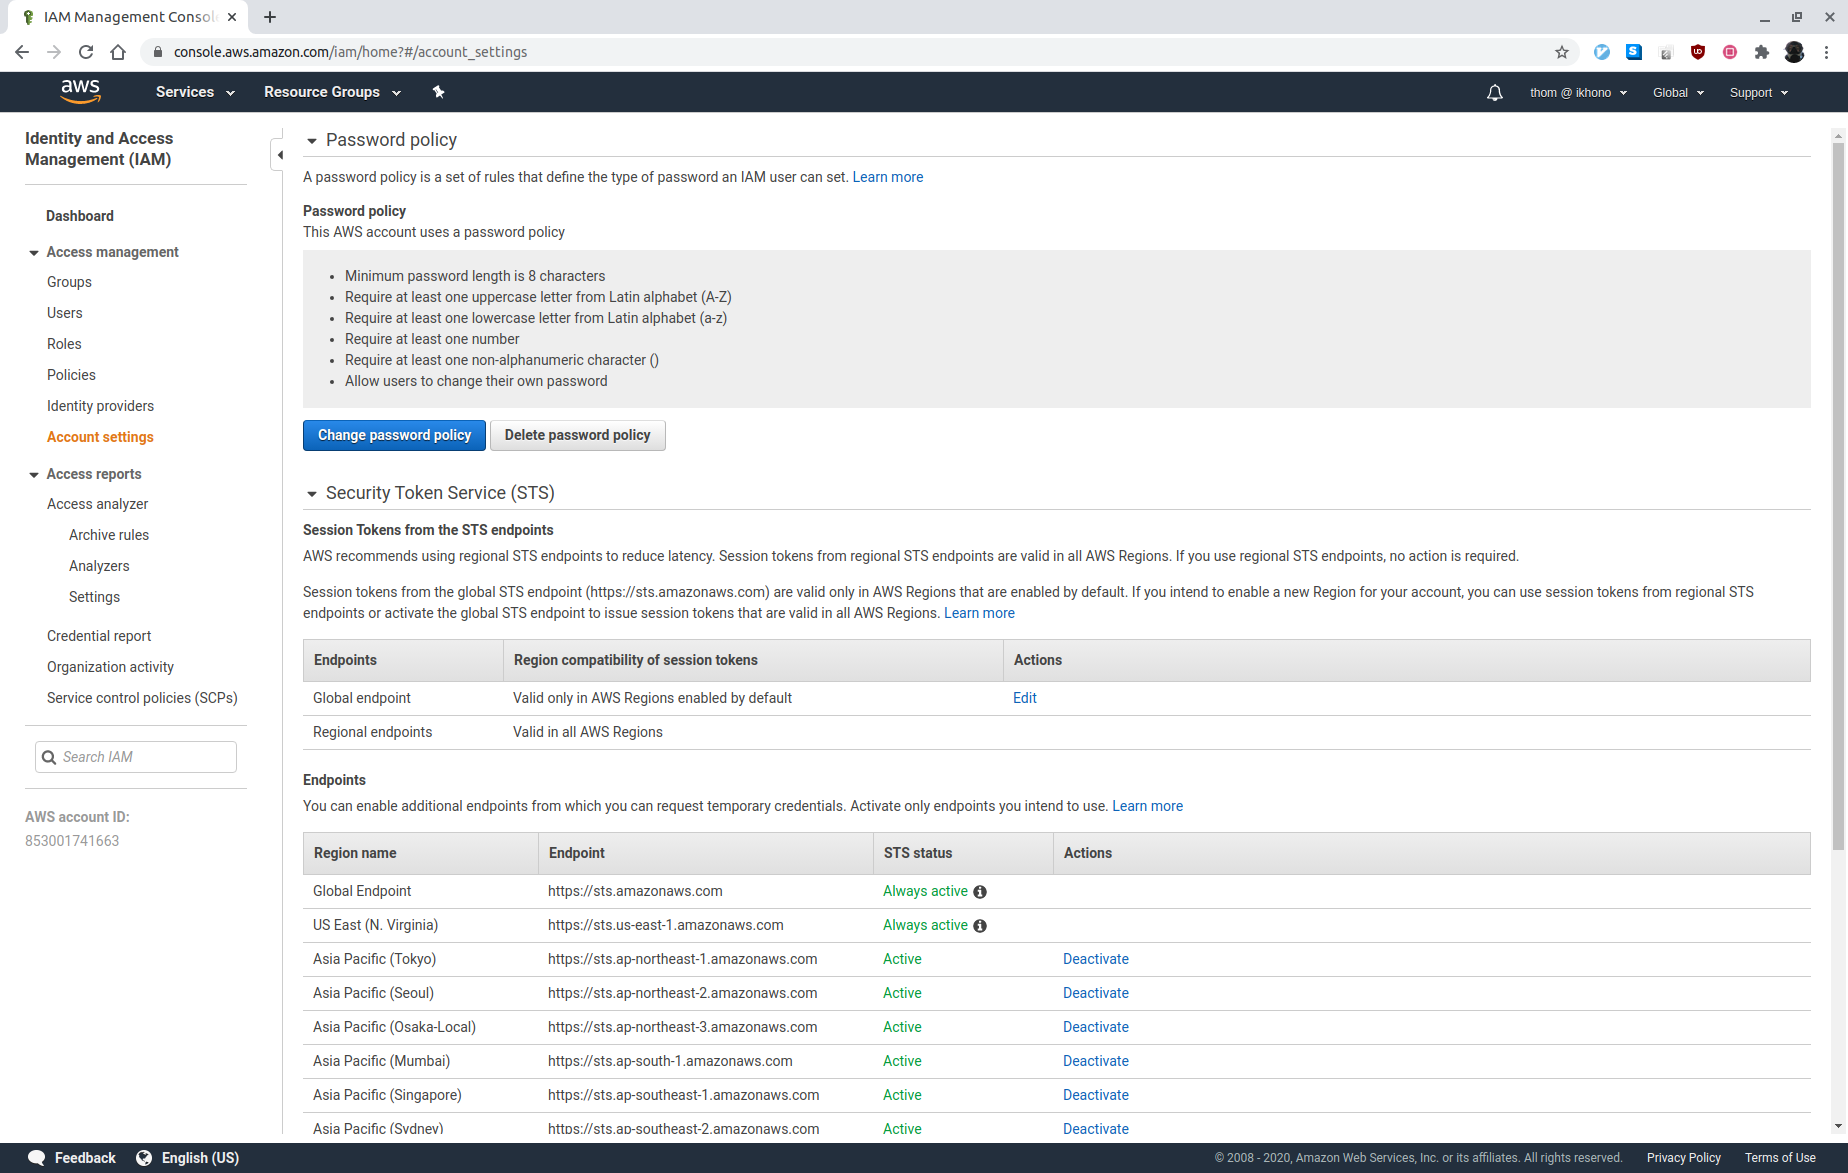 IAM Management Consol
console.aws.amazon.com/iam/home?#/account_settings
aws Services Resource Groups thom @ ikhono Global Support
Identity and Access
Management (IAM)
Dashboard
Access management
Groups
Users
Roles
Policies
Identity providers
Account settings
Access reports
Access analyzer
Archive rules
Analyzers
Settings
Credential report
Organization activity
Service control policies (SCPs)
Search IAM
AWS account ID:
853001741663
Password policy
A password policy is a set of rules that define the type of password an IAM user can set. Learn more
Password policy
This AWS account uses a password policy
• Minimum password length is 8 characters
• Require at least one uppercase letter from Latin alphabet (A-Z)
• Require at least one lowercase letter from Latin alphabet (a-z)
• Require at least one number
• Require at least one non-alphanumeric character ()
• Allow users to change their own password
Change password policy Delete password policy
Security Token Service (STS)
Session Tokens from the STS endpoints
AWS recommends using regional STS endpoints to reduce latency. Session tokens from regional STS endpoints are valid in all AWS Regions. If you use regional STS endpoints, no action is required.
Session tokens from the global STS endpoint (https://sts.amazonaws.com) are valid only in AWS Regions that are enabled by default. If you intend to enable a new Region for your account, you can use session tokens from regional STS
endpoints or activate the global STS endpoint to issue session tokens that are valid in all AWS Regions. Learn more
Endpoints Region compatibility of session tokens Actions
Global endpoint Valid only in AWS Regions enabled by default Edit
Regional endpoints Valid in all AWS Regions
Endpoints
You can enable additional endpoints from which you can request temporary credentials. Activate only endpoints you intend to use. Learn more
Region name Endpoint STS status Actions
Global Endpoint https://sts.amazonaws.com Always active
US East (N. Virginia) https://sts.us-east-1.amazonaws.com Always active
Asia Pacific (Tokyo) https://sts.ap-northeast-1.amazonaws.com Active Deactivate
Asia Pacific (Seoul) https://sts.ap-northeast-2.amazonaws.com Active Deactivate
Asia Pacific (Osaka-Local) https://sts.ap-northeast-3.amazonaws.com Active Deactivate
Asia Pacific (Mumbai) https://sts.ap-south-1.amazonaws.com Active Deactivate
Asia Pacific (Singapore) https://sts.ap-southeast-1.amazonaws.com Active Deactivate
Asia Pacific (Sydney) https://sts.ap-southeast-2.amazonaws.com Active Deactivate
Feedback English (US) © 2008 - 2020, Amazon Web Services, Inc. or its affiliates. All rights reserved. Privacy Policy Terms of Use